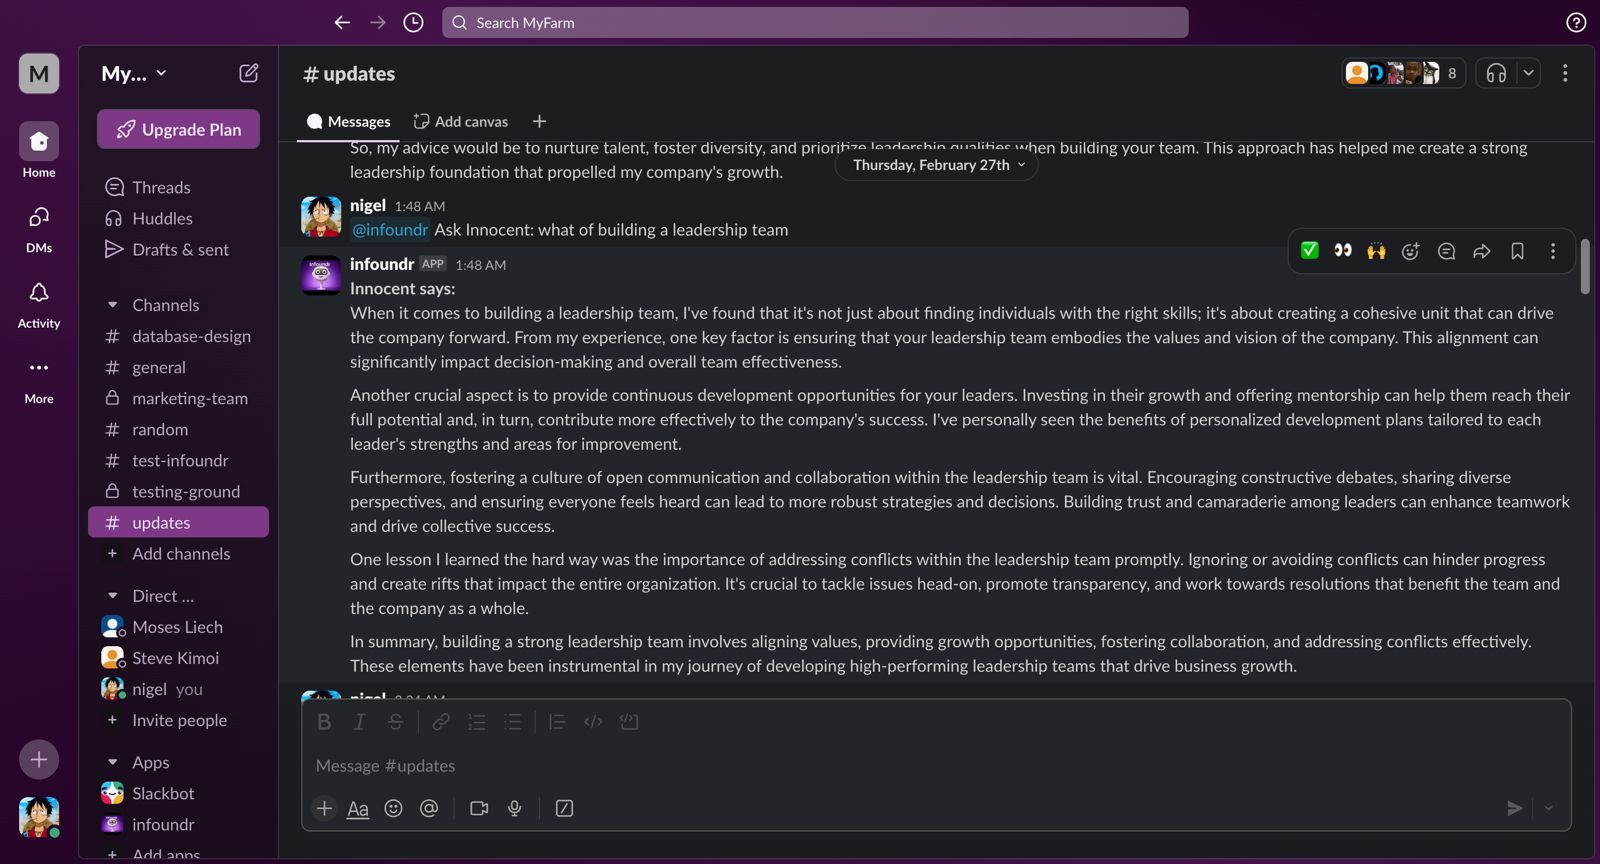 Search MyFarm
M
My...
Upgrade Plan
Home
DMs
Activity
More
Threads
Huddles
Drafts & sent
Channels
# database-design
# general
marketing-team
# random
# test-infoundr
testing-ground
# updates
+ Add channels
Direct ...
Moses Liech
Steve Kimoi
nigel you
+ Invite people
Apps
Slackbot
infoundr
Add apps
# updates
8
Messages
Add canvas
So, my advice would be to nurture talent, foster diversity, and prioritize leadership qualities when building your team. This approach has helped me create a strong
leadership foundation that propelled my company's growth.
Thursday, February 27th
nigel 1:48 AM
@infoundr Ask Innocent: what of building a leadership team
infoundr APP 1:48 AM
Innocent says:
When it comes to building a leadership team, I've found that it's not just about finding individuals with the right skills; it's about creating a cohesive unit that can drive
the company forward. From my experience, one key factor is ensuring that your leadership team embodies the values and vision of the company. This alignment can
significantly impact decision-making and overall team effectiveness.
Another crucial aspect is to provide continuous development opportunities for your leaders. Investing in their growth and offering mentorship can help them reach their
full potential and, in turn, contribute more effectively to the company's success. I've personally seen the benefits of personalized development plans tailored to each
leader's strengths and areas for improvement.
Furthermore, fostering a culture of open communication and collaboration within the leadership team is vital. Encouraging constructive debates, sharing diverse
perspectives, and ensuring everyone feels heard can lead to more robust strategies and decisions. Building trust and camaraderie among leaders can enhance teamwork
and drive collective success.
One lesson I learned the hard way was the importance of addressing conflicts within the leadership team promptly. Ignoring or avoiding conflicts can hinder progress
and create rifts that impact the entire organization. It's crucial to tackle issues head-on, promote transparency, and work towards resolutions that benefit the team and
the company as a whole.
In summary, building a strong leadership team involves aligning values, providing growth opportunities, fostering collaboration, and addressing conflicts effectively.
These elements have been instrumental in my journey of developing high-performing leadership teams that drive business growth.
nigel
Message #updates
Aa